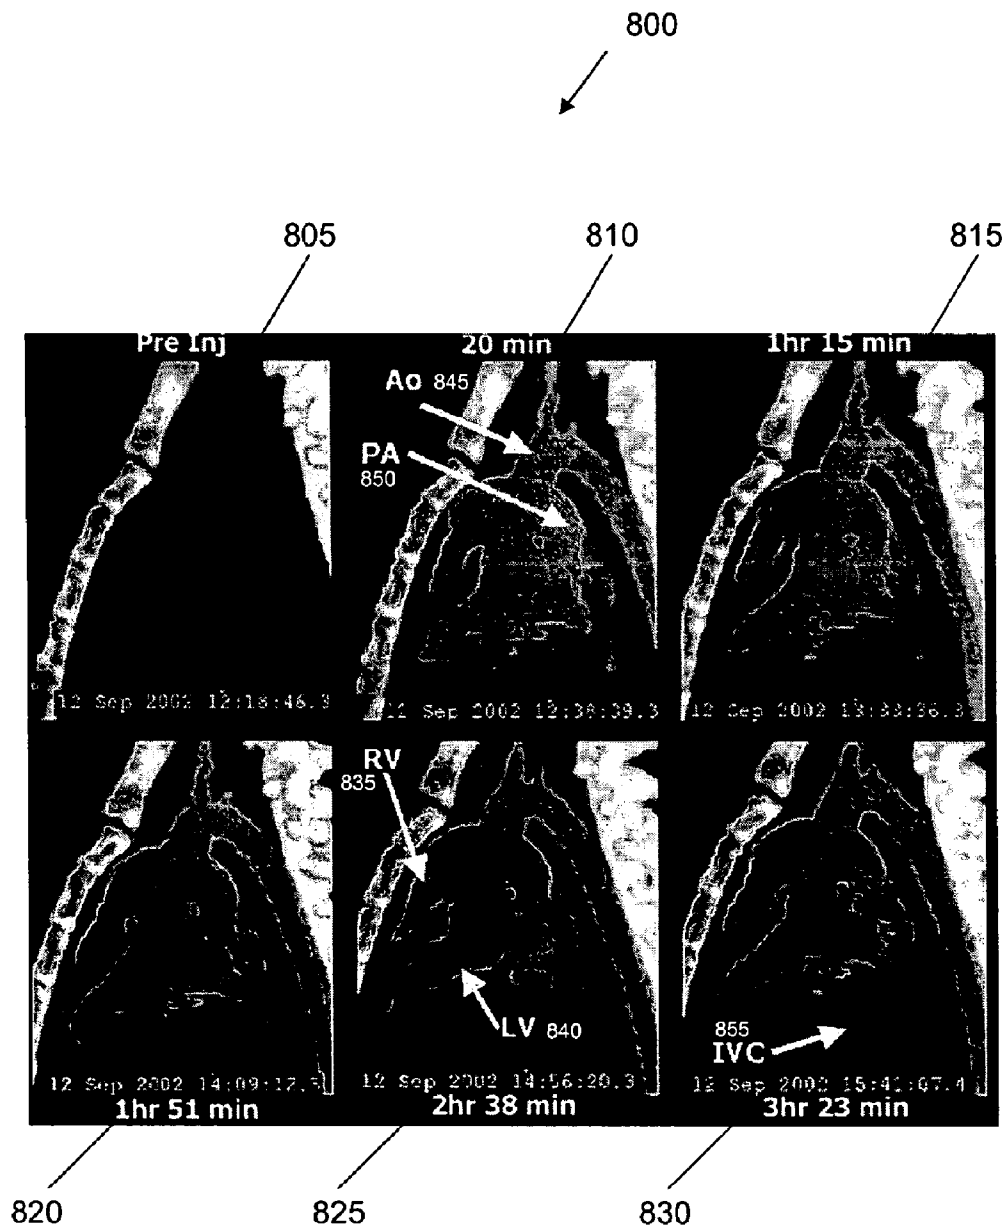 800
805
810
815
Pre Inj
20 min
1hr 15 min
Ao 845
PA
850
12 Sep 2002 12:18:46.3
12 Sep 2002 12:38:39.3
12 Sep 2002 13:33:36.3
RV
835
LV 840
855
IVC
12 Sep 2002 14:09:12.3
12 Sep 2002 14:56:20.3
12 Sep 2002 15:41:07.4
1hr 51 min
2hr 38 min
3hr 23 min
820
825
830